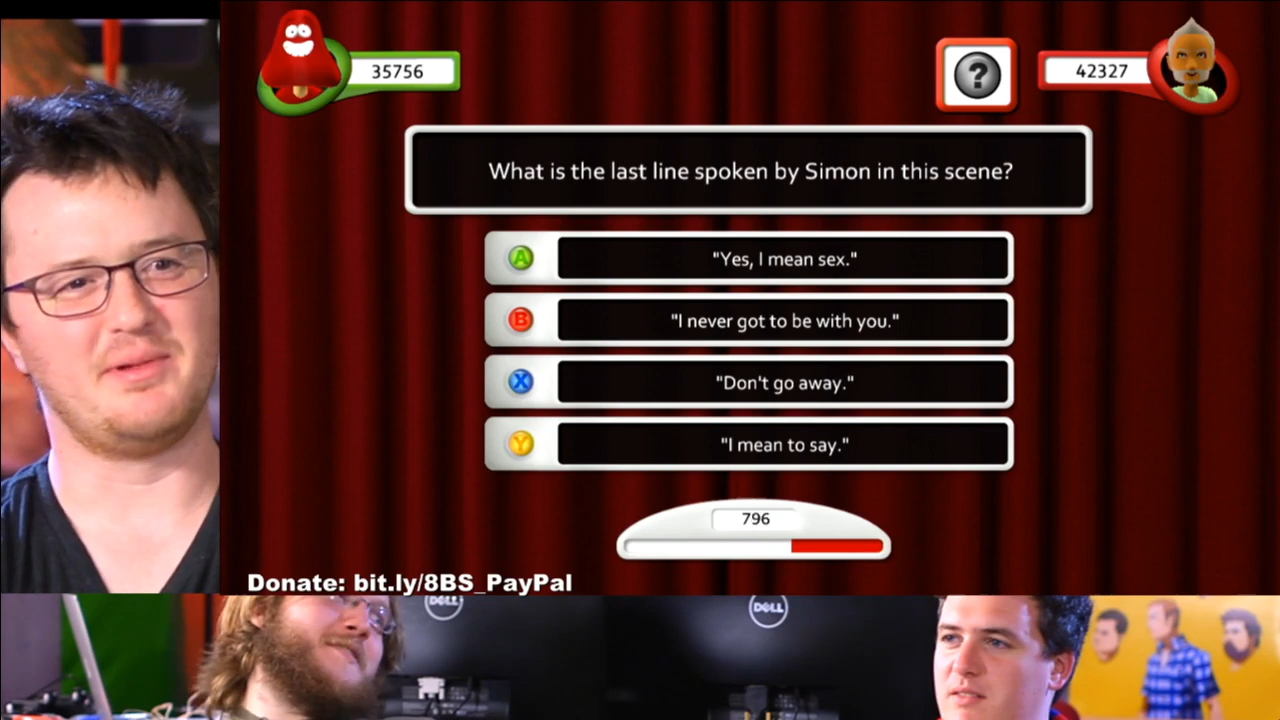 35756
?
42327
What is the last line spoken by Simon in this scene?
A "Yes, I mean sex."
B "I never got to be with you."
X "Don't go away."
Y "I mean to say."
796
Donate: bit.ly/8BS_PayPal
DELL
DELL